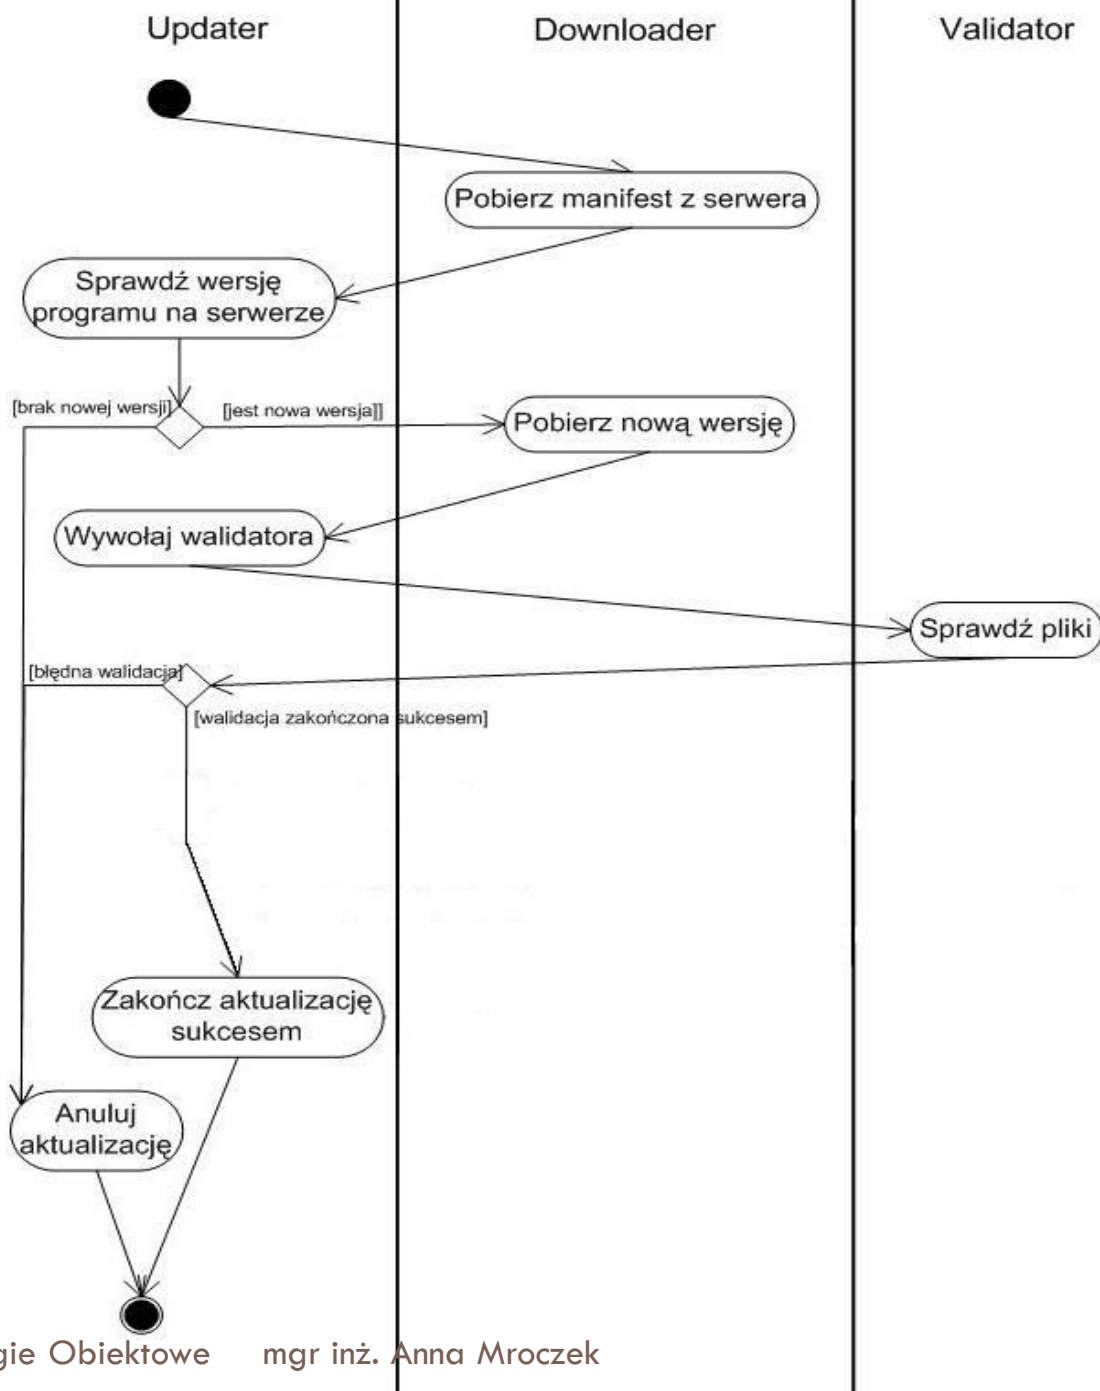 Updater
Downloader
Validator
Pobierz manifest z serwera
Sprawdź wersję
programu na serwerze
[brak nowej wersji]
[jest nowa wersja]]
Pobierz nową wersję
Wywołaj walidatora
Sprawdź pliki
[błędna walidacja]
[walidacja zakończona sukcesem]
Zakończ aktualizację
sukcesem
Anuluj
aktualizację
gie Obiektowe mgr inż. Anna Mroczek